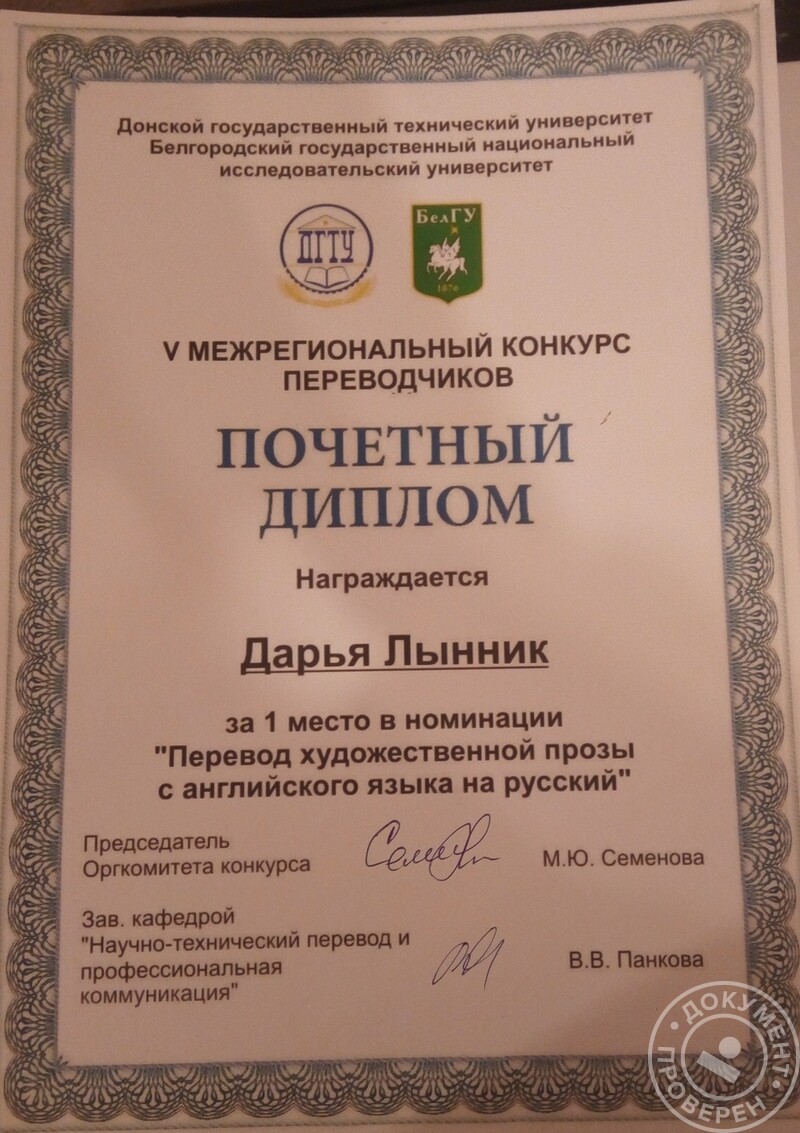 Донской государственный технический университет
Белгородский государственный национальный
исследовательский университет
ДГТУ
БелГУ
1876
V МЕЖРЕГИОНАЛЬНЫЙ КОНКУРС
ПЕРЕВОДЧИКОВ
ПОЧЕТНЫЙ
ДИПЛОМ
Награждается
Дарья Лынник
за 1 место в номинации
"Перевод художественной прозы
с английского языка на русский"
Председатель
Оргкомитета конкурса
М.Ю. Семенова
Зав. кафедрой
"Научно-технический перевод и
профессиональная
коммуникация"
В.В. Панкова
ДОКУМЕНТ
ПРОВЕРЕН